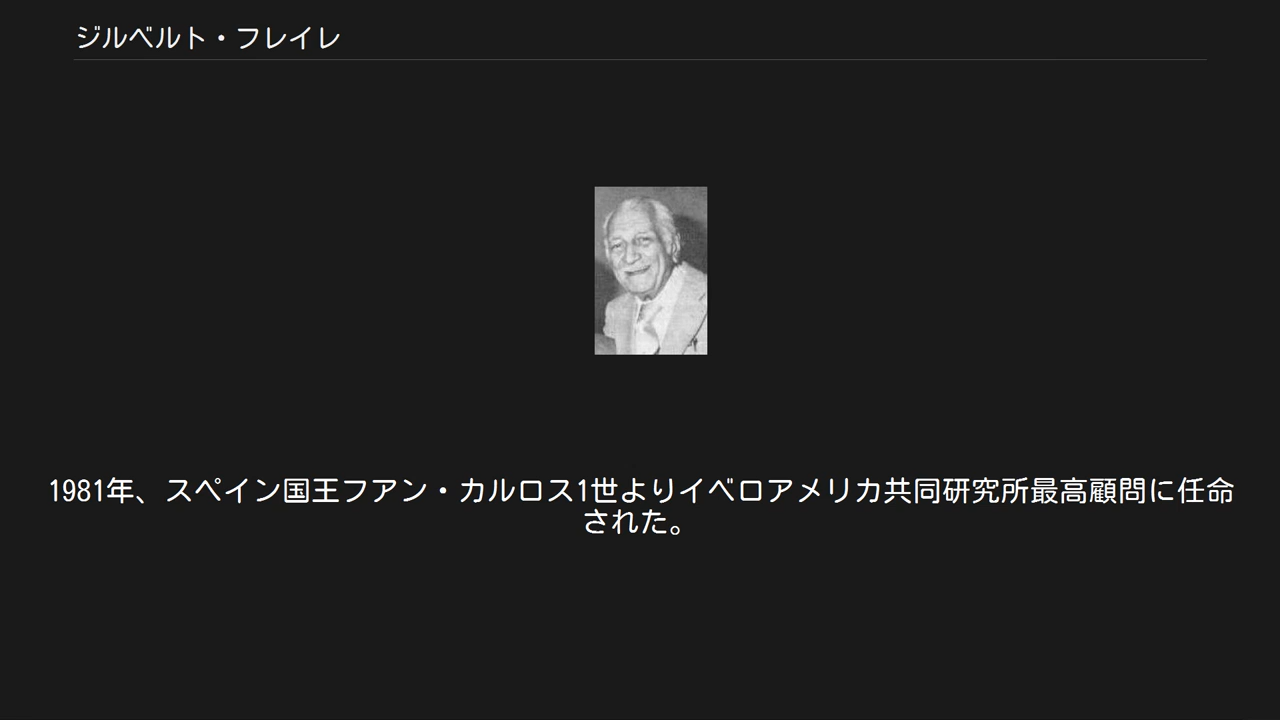 ジルベルト・フレイレ
1981年、スペイン国王フアン・カルロス1世よりイベロアメリカ共同研究所最高顧問に任命
された。